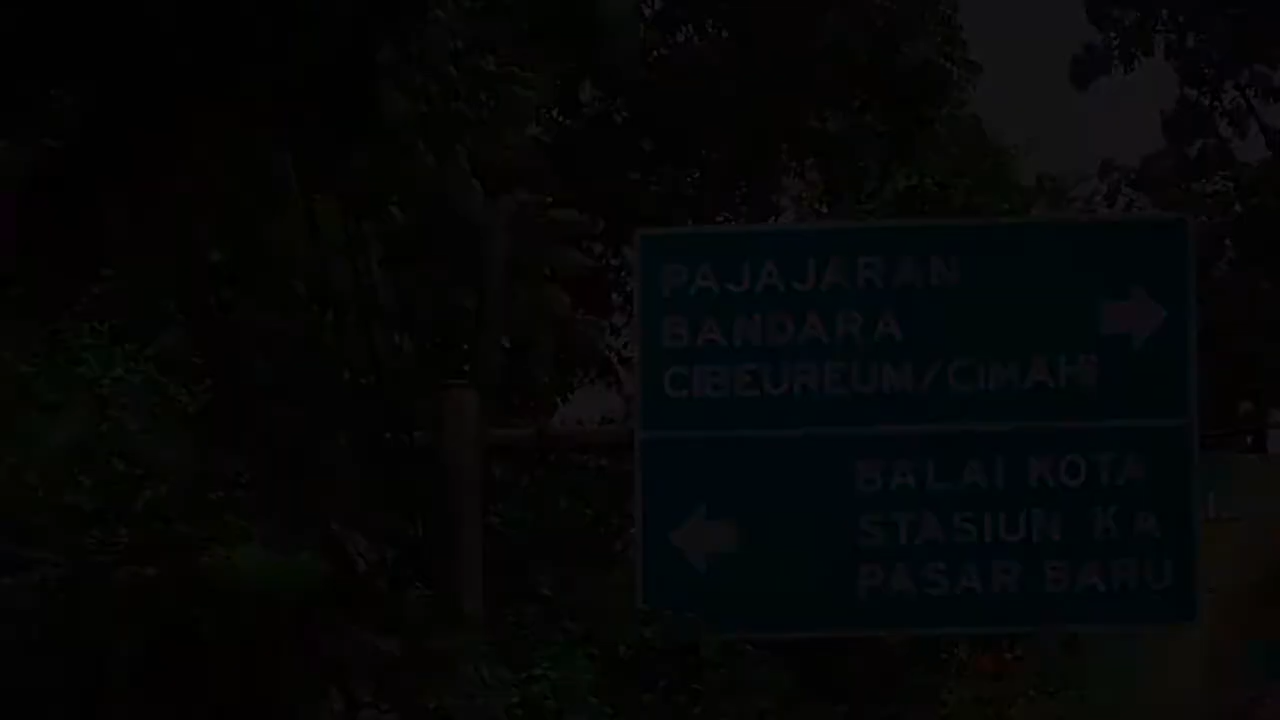 PAJAJARAN
BANDARA
CIBEUREUM/CIMAHI
BALAI KOTA
STASIUN KA
PASAR BARU